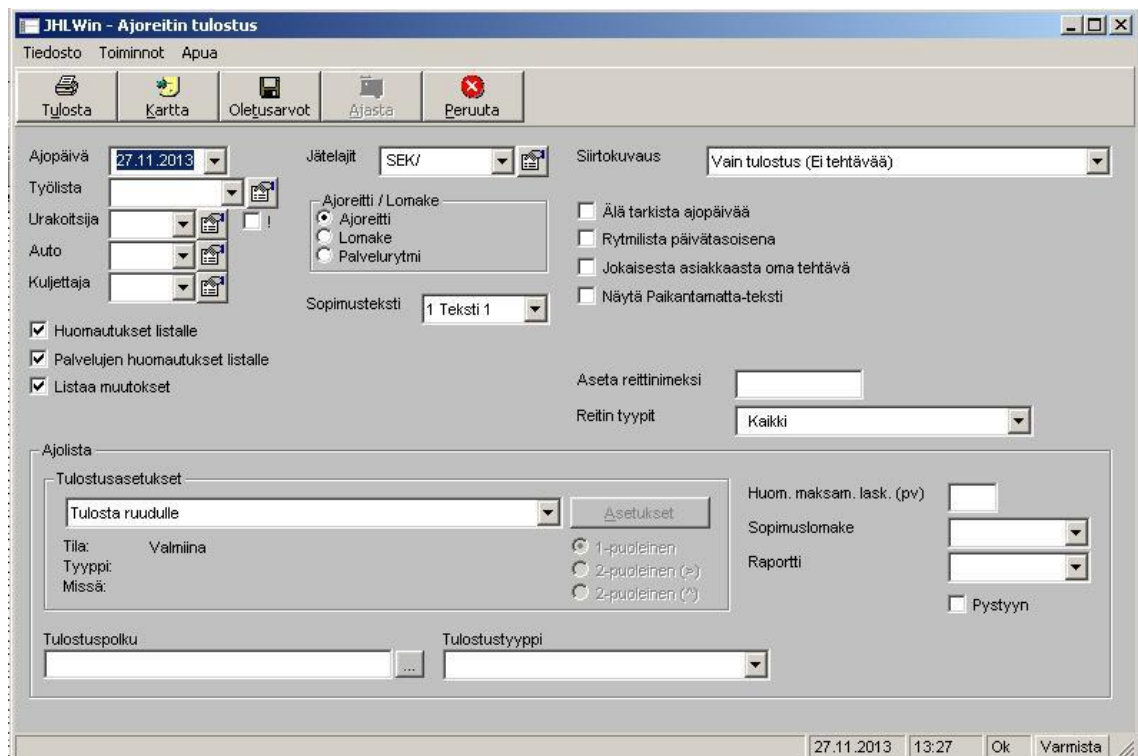 JHLWin - Ajoreitin tulostus
Tiedosto Toiminnot Apua
Tulosta Kartta Oletusarvot Ajasta Peruuta
Ajopäivä 27.11.2013 Jätelajit SEK/ Siirtokuvaus Vain tulostus (Ei tehtävää)
Työlista
Urakoitsija !
Auto
Kuljettaja
Ajoreitti / Lomake
Ajoreitti
Lomake
Palvelurytmi
Sopimusteksti 1 Teksti 1
Älä tarkista ajopäivää
Rytmilista päivätasoisena
Jokaisesta asiakkaasta oma tehtävä
Näytä Paikantamatta-teksti
Huomautukset listalle
Palvelujen huomautukset listalle
Listaa muutokset
Aseta reittinimeksi
Reitin tyypit Kaikki
Ajolista
Tulostusasetukset
Tulosta ruudulle Asetukset
Tila: Valmiina
Tyyppi:
Missä:
1-puoleinen
2-puoleinen (>)
2-puoleinen (^)
Huom. maksam. lask. (pv)
Sopimuslomake
Raportti
Pystyyn
Tulostuspolku ... Tulostustyyppi
27.11.2013 13:27 Ok Varmista